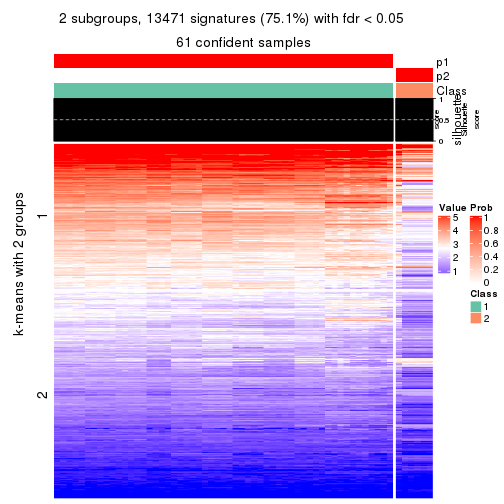 2 subgroups, 13471 signatures (75.1%) with fdr < 0.05
61 confident samples
p1
p2
Class
1
0.5
0
score
silhouette
Silhouette
score
k-means with 2 groups
1
2
Value
5
4
3
2
1
Prob
1
0.8
0.6
0.4
0.2
0
Class
1
2